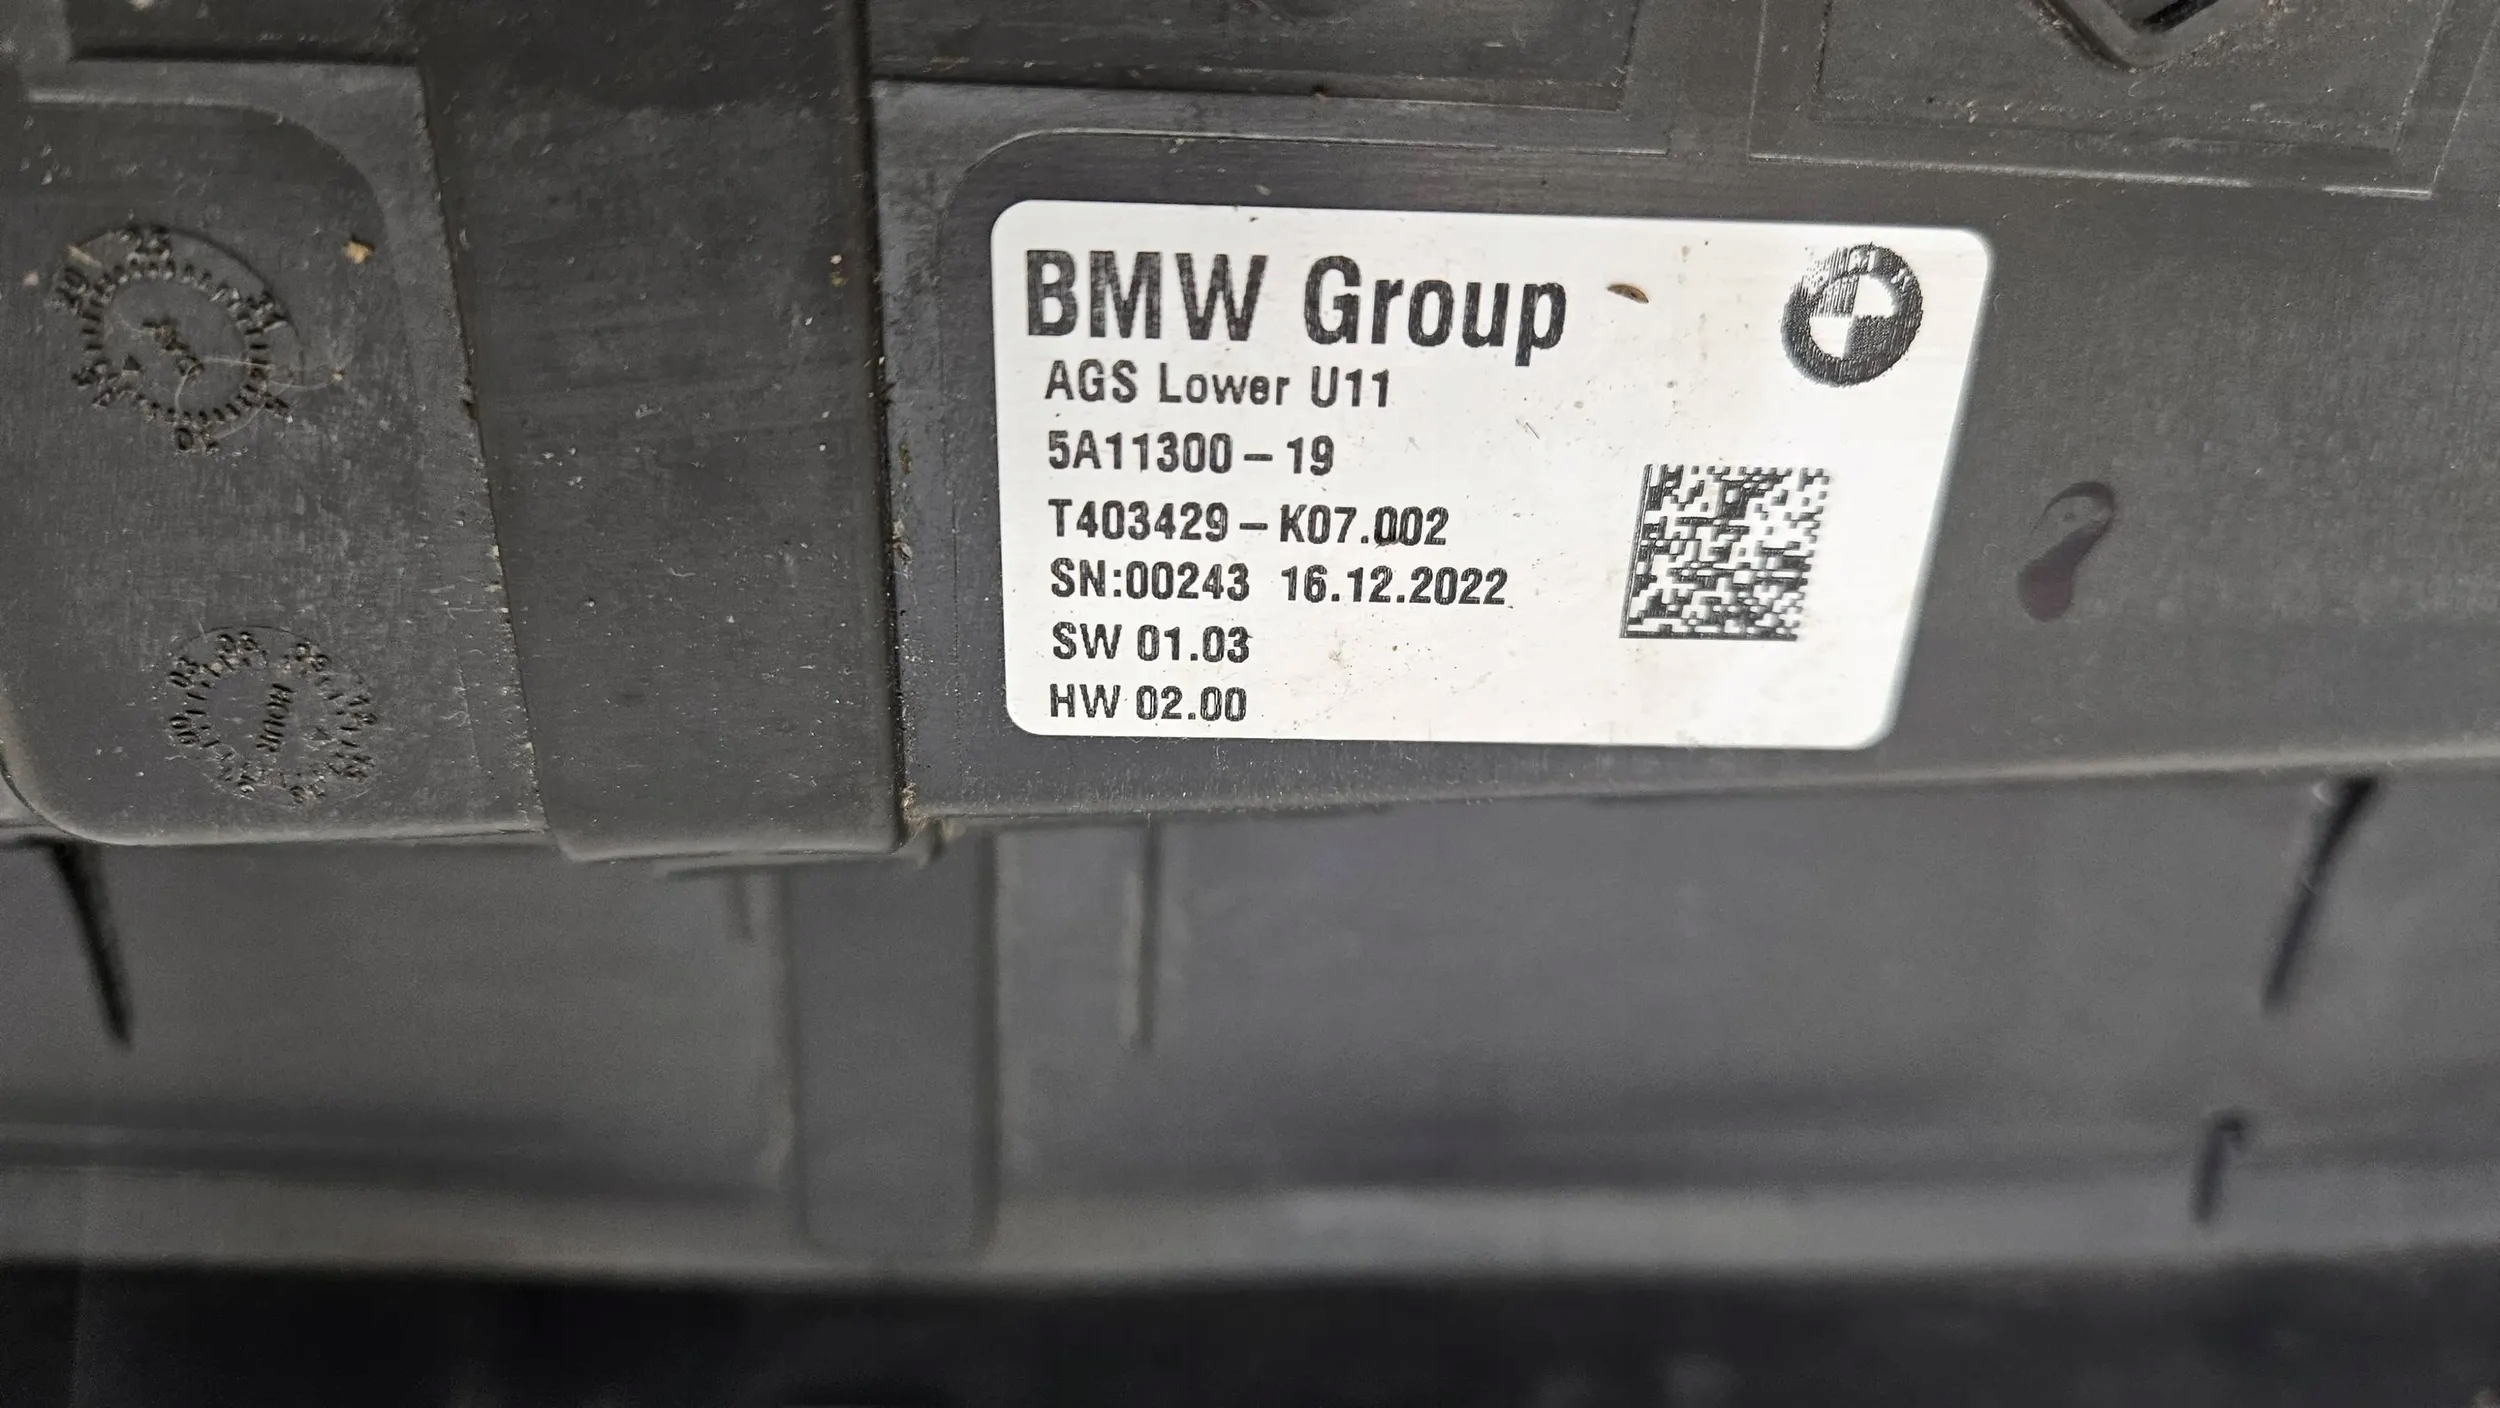 BMW Group
AGS Lower U11
5A11300-19
T403429-K07.002
SN:00243 16.12.2022
SW 01.03
HW 02.00
HOUR